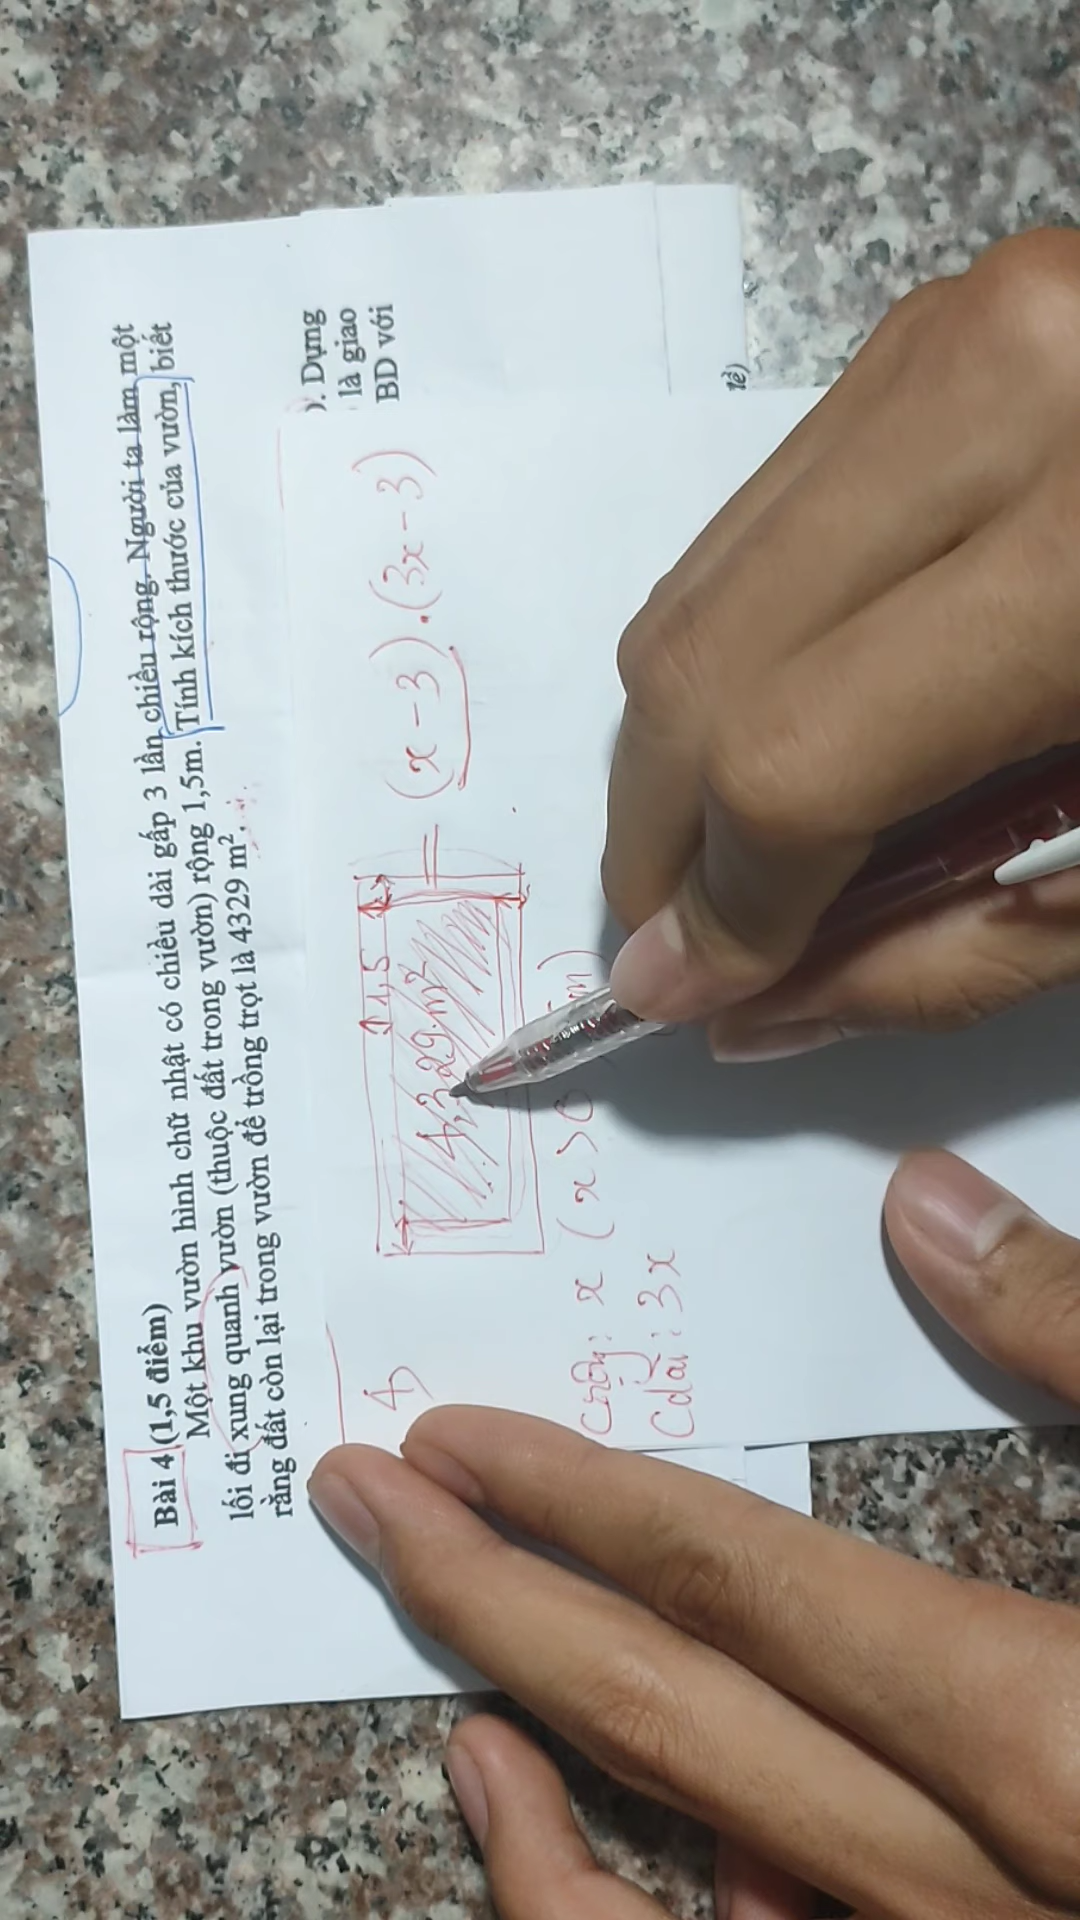 Bài 4 (1,5 điểm)
Một khu vườn hình chữ nhật có chiều dài gấp 3 lần chiều rộng. Người ta làm một
lối đi xung quanh vườn (thuộc đất trong vườn) rộng 1,5m. Tính kích thước của vườn, biết
rằng đất còn lại trong vườn để trồng trọt là 4329 m².
). Dựng
là giao
BD với
1,5
4329 m² = (x - 3) . (3x - 3)
Crộng: x (x > 0
m)
Cdài: 3x